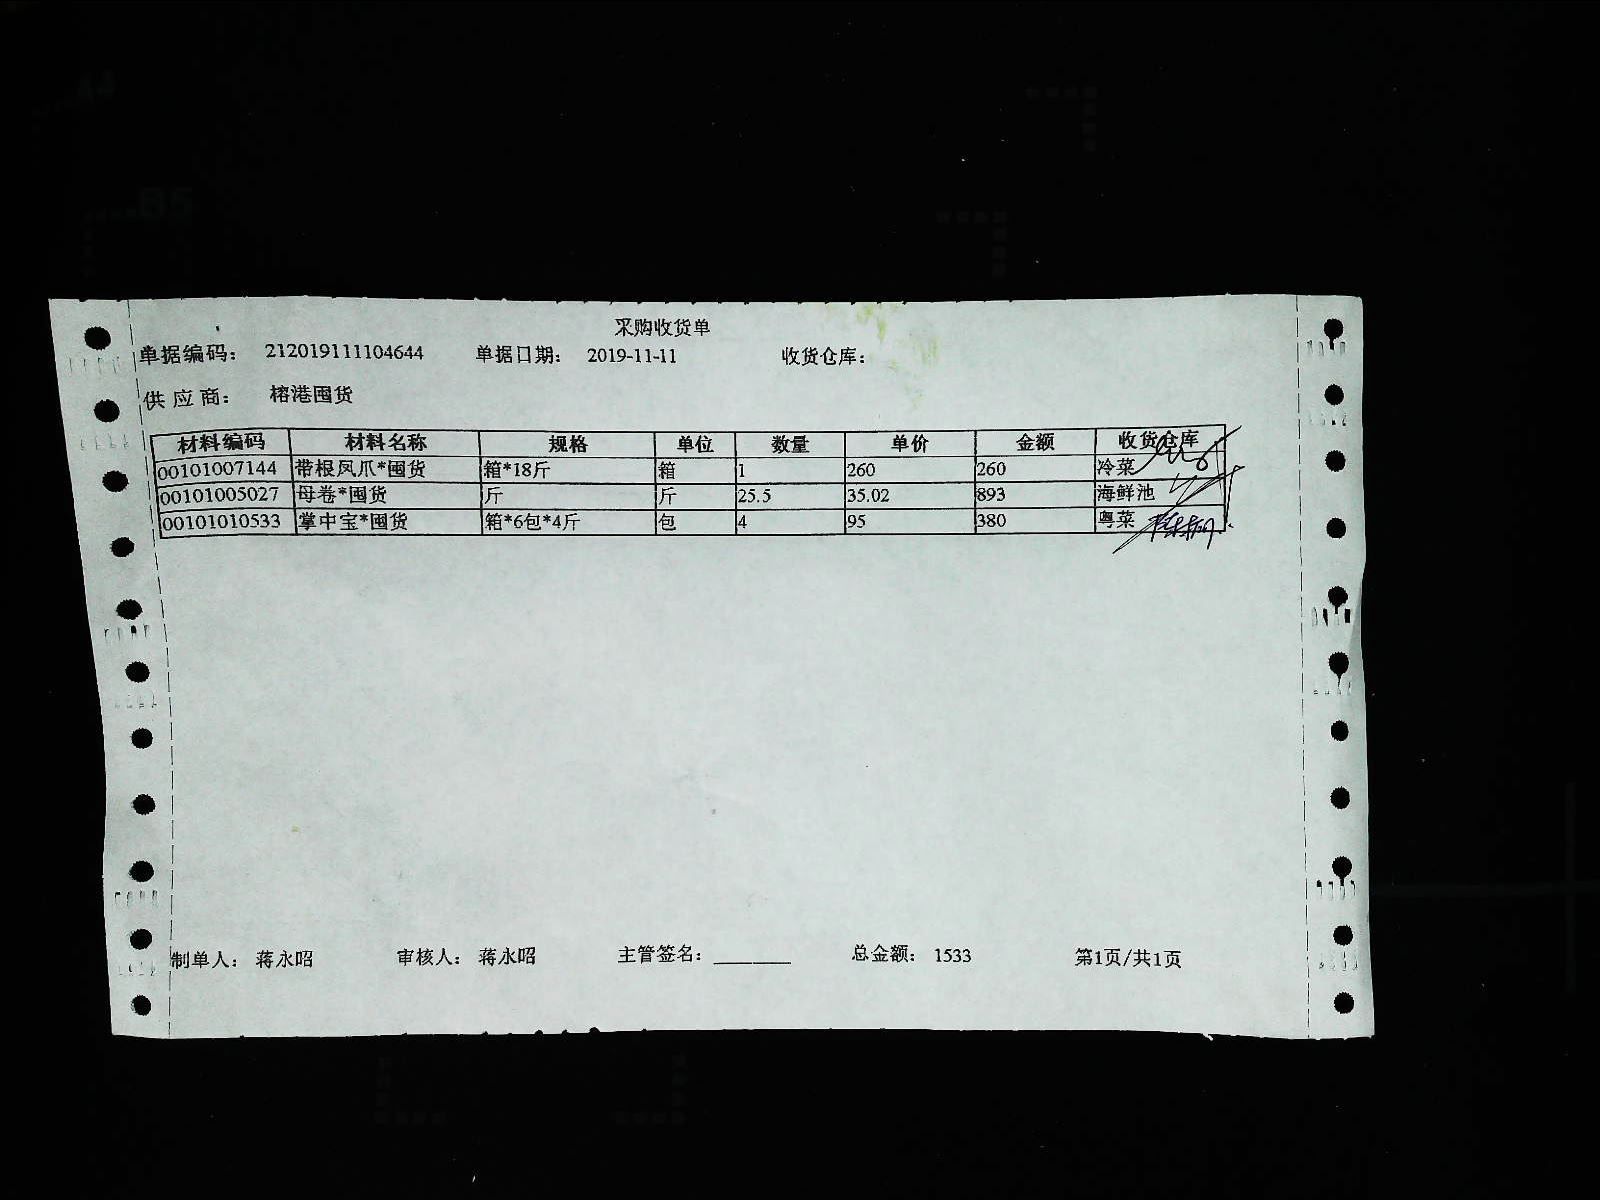 采购收货单
单据编码： 212019111104644 单据日期： 2019-11-11 收货仓库：
供 应 商： 榕港囤货
材料编码 材料名称 规格 单位 数量 单价 金额 收货仓库
00101007144 带根凤爪*囤货 箱*18斤 箱 1 260 260 冷菜
00101005027 母卷*囤货 斤 斤 25.5 35.02 893 海鲜池
00101010533 掌中宝*囤货 箱*6包*4斤 包 4 95 380 粤菜
制单人： 蒋永昭 审核人： 蒋永昭 主管签名：________ 总金额： 1533 第1页/共1页